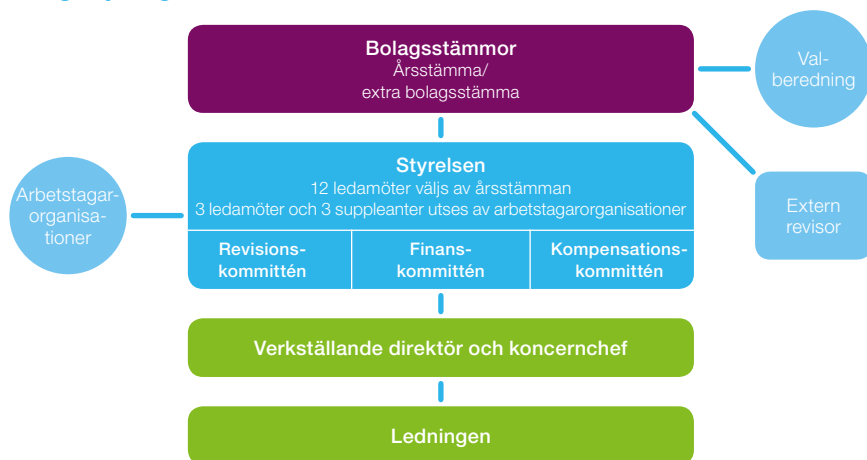 Bolagsstämmor
Årsstämma/
extra bolagsstämma
Val-
beredning
Styrelsen
12 ledamöter väljs av årsstämman
3 ledamöter och 3 suppleanter utses av arbetstagarorganisationer
Arbetstagar-
organisa-
tioner
Extern
revisor
Revisions-
kommittén
Finans-
kommittén
Kompensations-
kommittén
Verkställande direktör och koncernchef
Ledningen